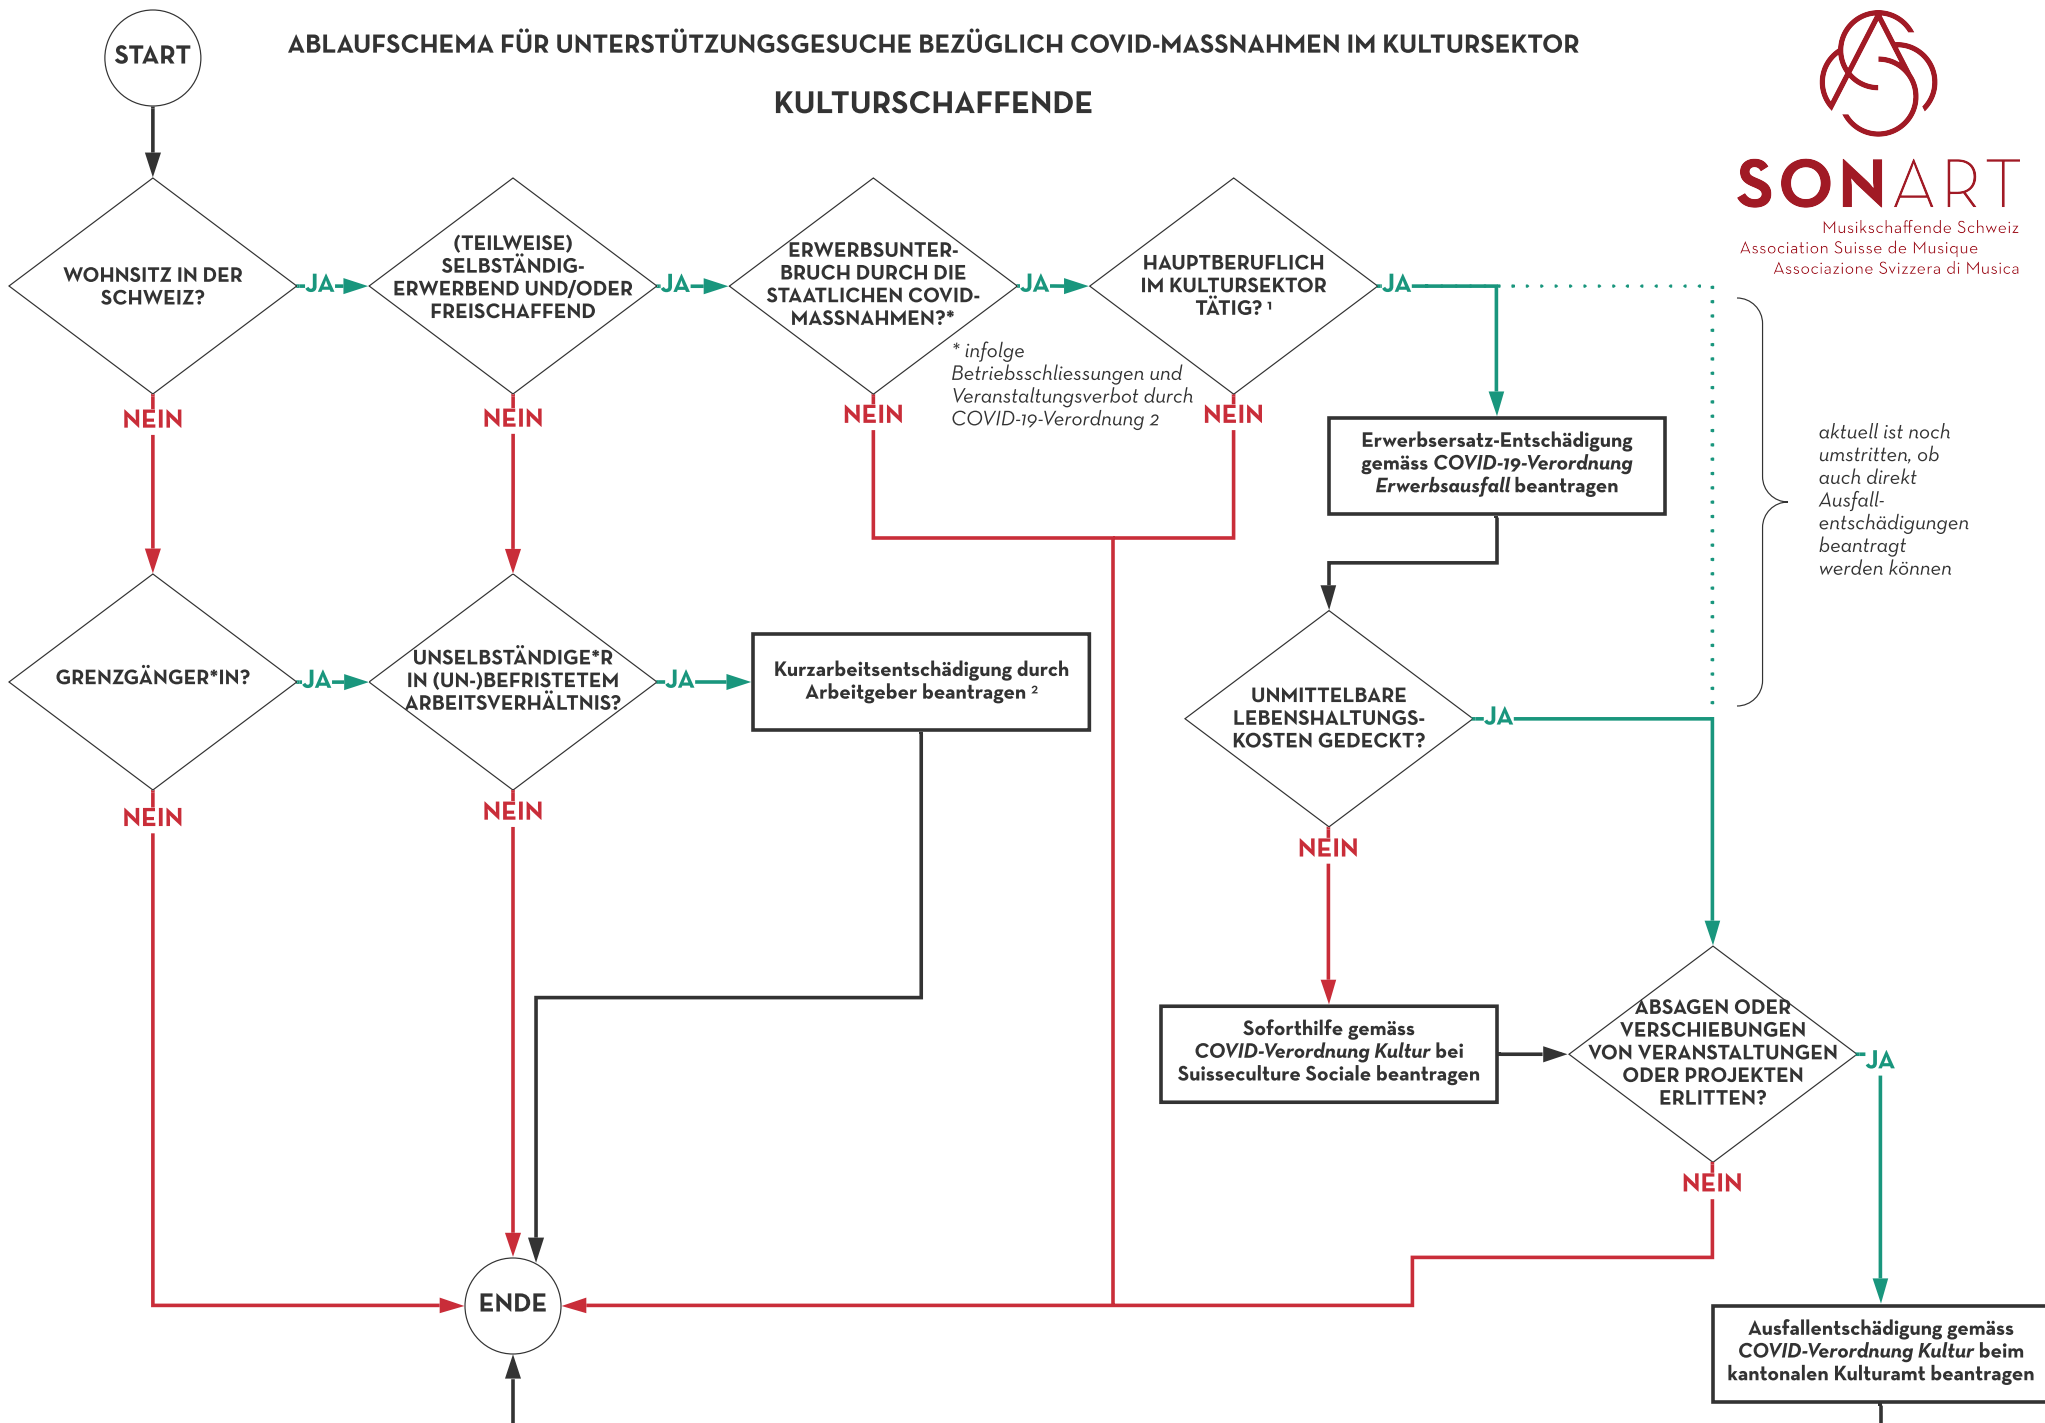 START
ABLAUFSCHEMA FÜR UNTERSTÜTZUNGSGESUCHE BEZÜGLICH COVID-MASSNAHMEN IM KULTURSEKTOR
KULTURSCHAFFENDE
SONART
Musikschaffende Schweiz
Association Suisse de Musique
Associazione Svizzera di Musica
WOHNSITZ IN DER
SCHWEIZ?
JA
NEIN
(TEILWEISE)
SELBSTÄNDIG-
ERWERBEND UND/ODER
FREISCHAFFEND
JA
NEIN
ERWERBSUNTER-
BRUCH DURCH DIE
STAATLICHEN COVID-
MASSNAHMEN?*
JA
NEIN
* infolge
Betriebsschliessungen und
Veranstaltungsverbot durch
COVID-19-Verordnung 2
HAUPTBERUFLICH
IM KULTURSEKTOR
TÄTIG? ¹
JA
NEIN
Erwerbsersatz-Entschädigung
gemäss COVID-19-Verordnung
Erwerbsausfall beantragen
aktuell ist noch
umstritten, ob
auch direkt
Ausfall-
entschädigungen
beantragt
werden können
GRENZGÄNGER*IN?
JA
NEIN
UNSELBSTÄNDIGE*R
IN (UN-)BEFRISTETEM
ARBEITSVERHÄLTNIS?
JA
NEIN
Kurzarbeitsentschädigung durch
Arbeitgeber beantragen ²
UNMITTELBARE
LEBENSHALTUNGS-
KOSTEN GEDECKT?
JA
NEIN
Soforthilfe gemäss
COVID-Verordnung Kultur bei
Suisseculture Sociale beantragen
ABSAGEN ODER
VERSCHIEBUNGEN
VON VERANSTALTUNGEN
ODER PROJEKTEN
ERLITTEN?
JA
NEIN
ENDE
Ausfallentschädigung gemäss
COVID-Verordnung Kultur beim
kantonalen Kulturamt beantragen